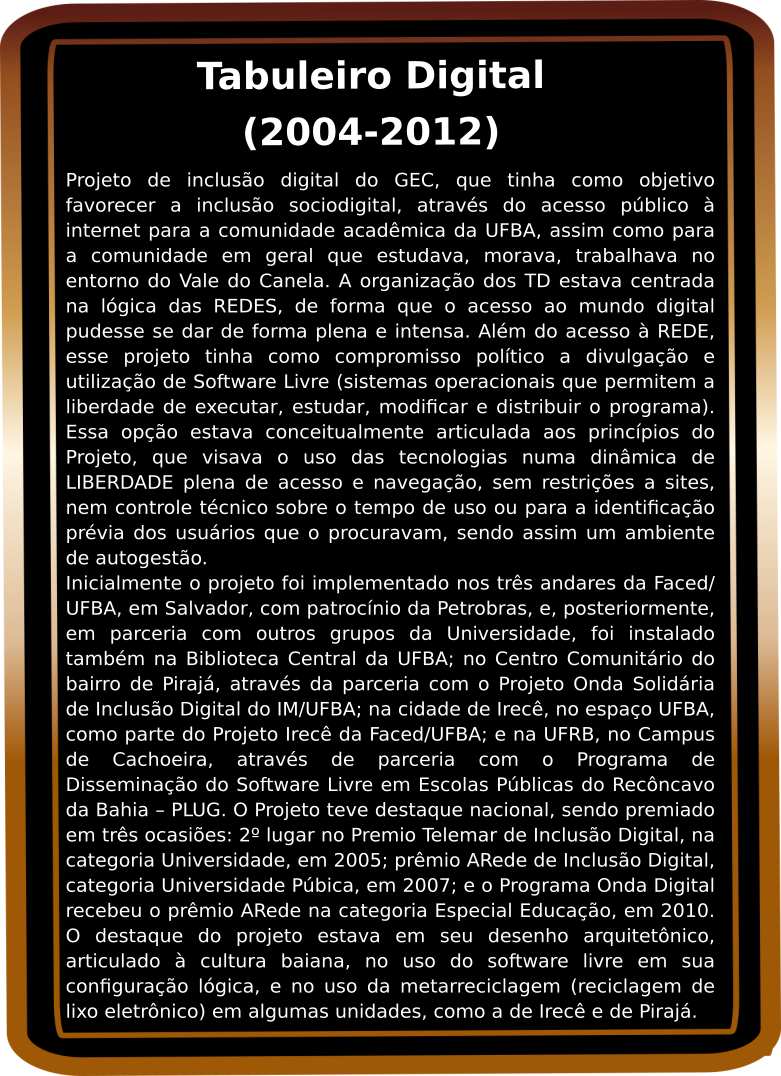 Tabuleiro Digital
(2004-2012)
Projeto de inclusão digital do GEC, que tinha como objetivo
favorecer a inclusão sociodigital, através do acesso público à
internet para a comunidade acadêmica da UFBA, assim como para
a comunidade em geral que estudava, morava, trabalhava no
entorno do Vale do Canela. A organização dos TD estava centrada
na lógica das REDES, de forma que o acesso ao mundo digital
pudesse se dar de forma plena e intensa. Além do acesso à REDE,
esse projeto tinha como compromisso político a divulgação e
utilização de Software Livre (sistemas operacionais que permitem a
liberdade de executar, estudar, modificar e distribuir o programa).
Essa opção estava conceitualmente articulada aos princípios do
Projeto, que visava o uso das tecnologias numa dinâmica de
LIBERDADE plena de acesso e navegação, sem restrições a sites,
nem controle técnico sobre o tempo de uso ou para a identificação
prévia dos usuários que o procuravam, sendo assim um ambiente
de autogestão.
Inicialmente o projeto foi implementado nos três andares da Faced/
UFBA, em Salvador, com patrocínio da Petrobras, e, posteriormente,
em parceria com outros grupos da Universidade, foi instalado
também na Biblioteca Central da UFBA; no Centro Comunitário do
bairro de Pirajá, através da parceria com o Projeto Onda Solidária
de Inclusão Digital do IM/UFBA; na cidade de Irecê, no espaço UFBA,
como parte do Projeto Irecê da Faced/UFBA; e na UFRB, no Campus
de Cachoeira, através de parceria com o Programa de
Disseminação do Software Livre em Escolas Públicas do Recôncavo
da Bahia – PLUG. O Projeto teve destaque nacional, sendo premiado
em três ocasiões: 2º lugar no Premio Telemar de Inclusão Digital, na
categoria Universidade, em 2005; prêmio ARede de Inclusão Digital,
categoria Universidade Púbica, em 2007; e o Programa Onda Digital
recebeu o prêmio ARede na categoria Especial Educação, em 2010.
O destaque do projeto estava em seu desenho arquitetônico,
articulado à cultura baiana, no uso do software livre em sua
configuração lógica, e no uso da metarreciclagem (reciclagem de
lixo eletrônico) em algumas unidades, como a de Irecê e de Pirajá.